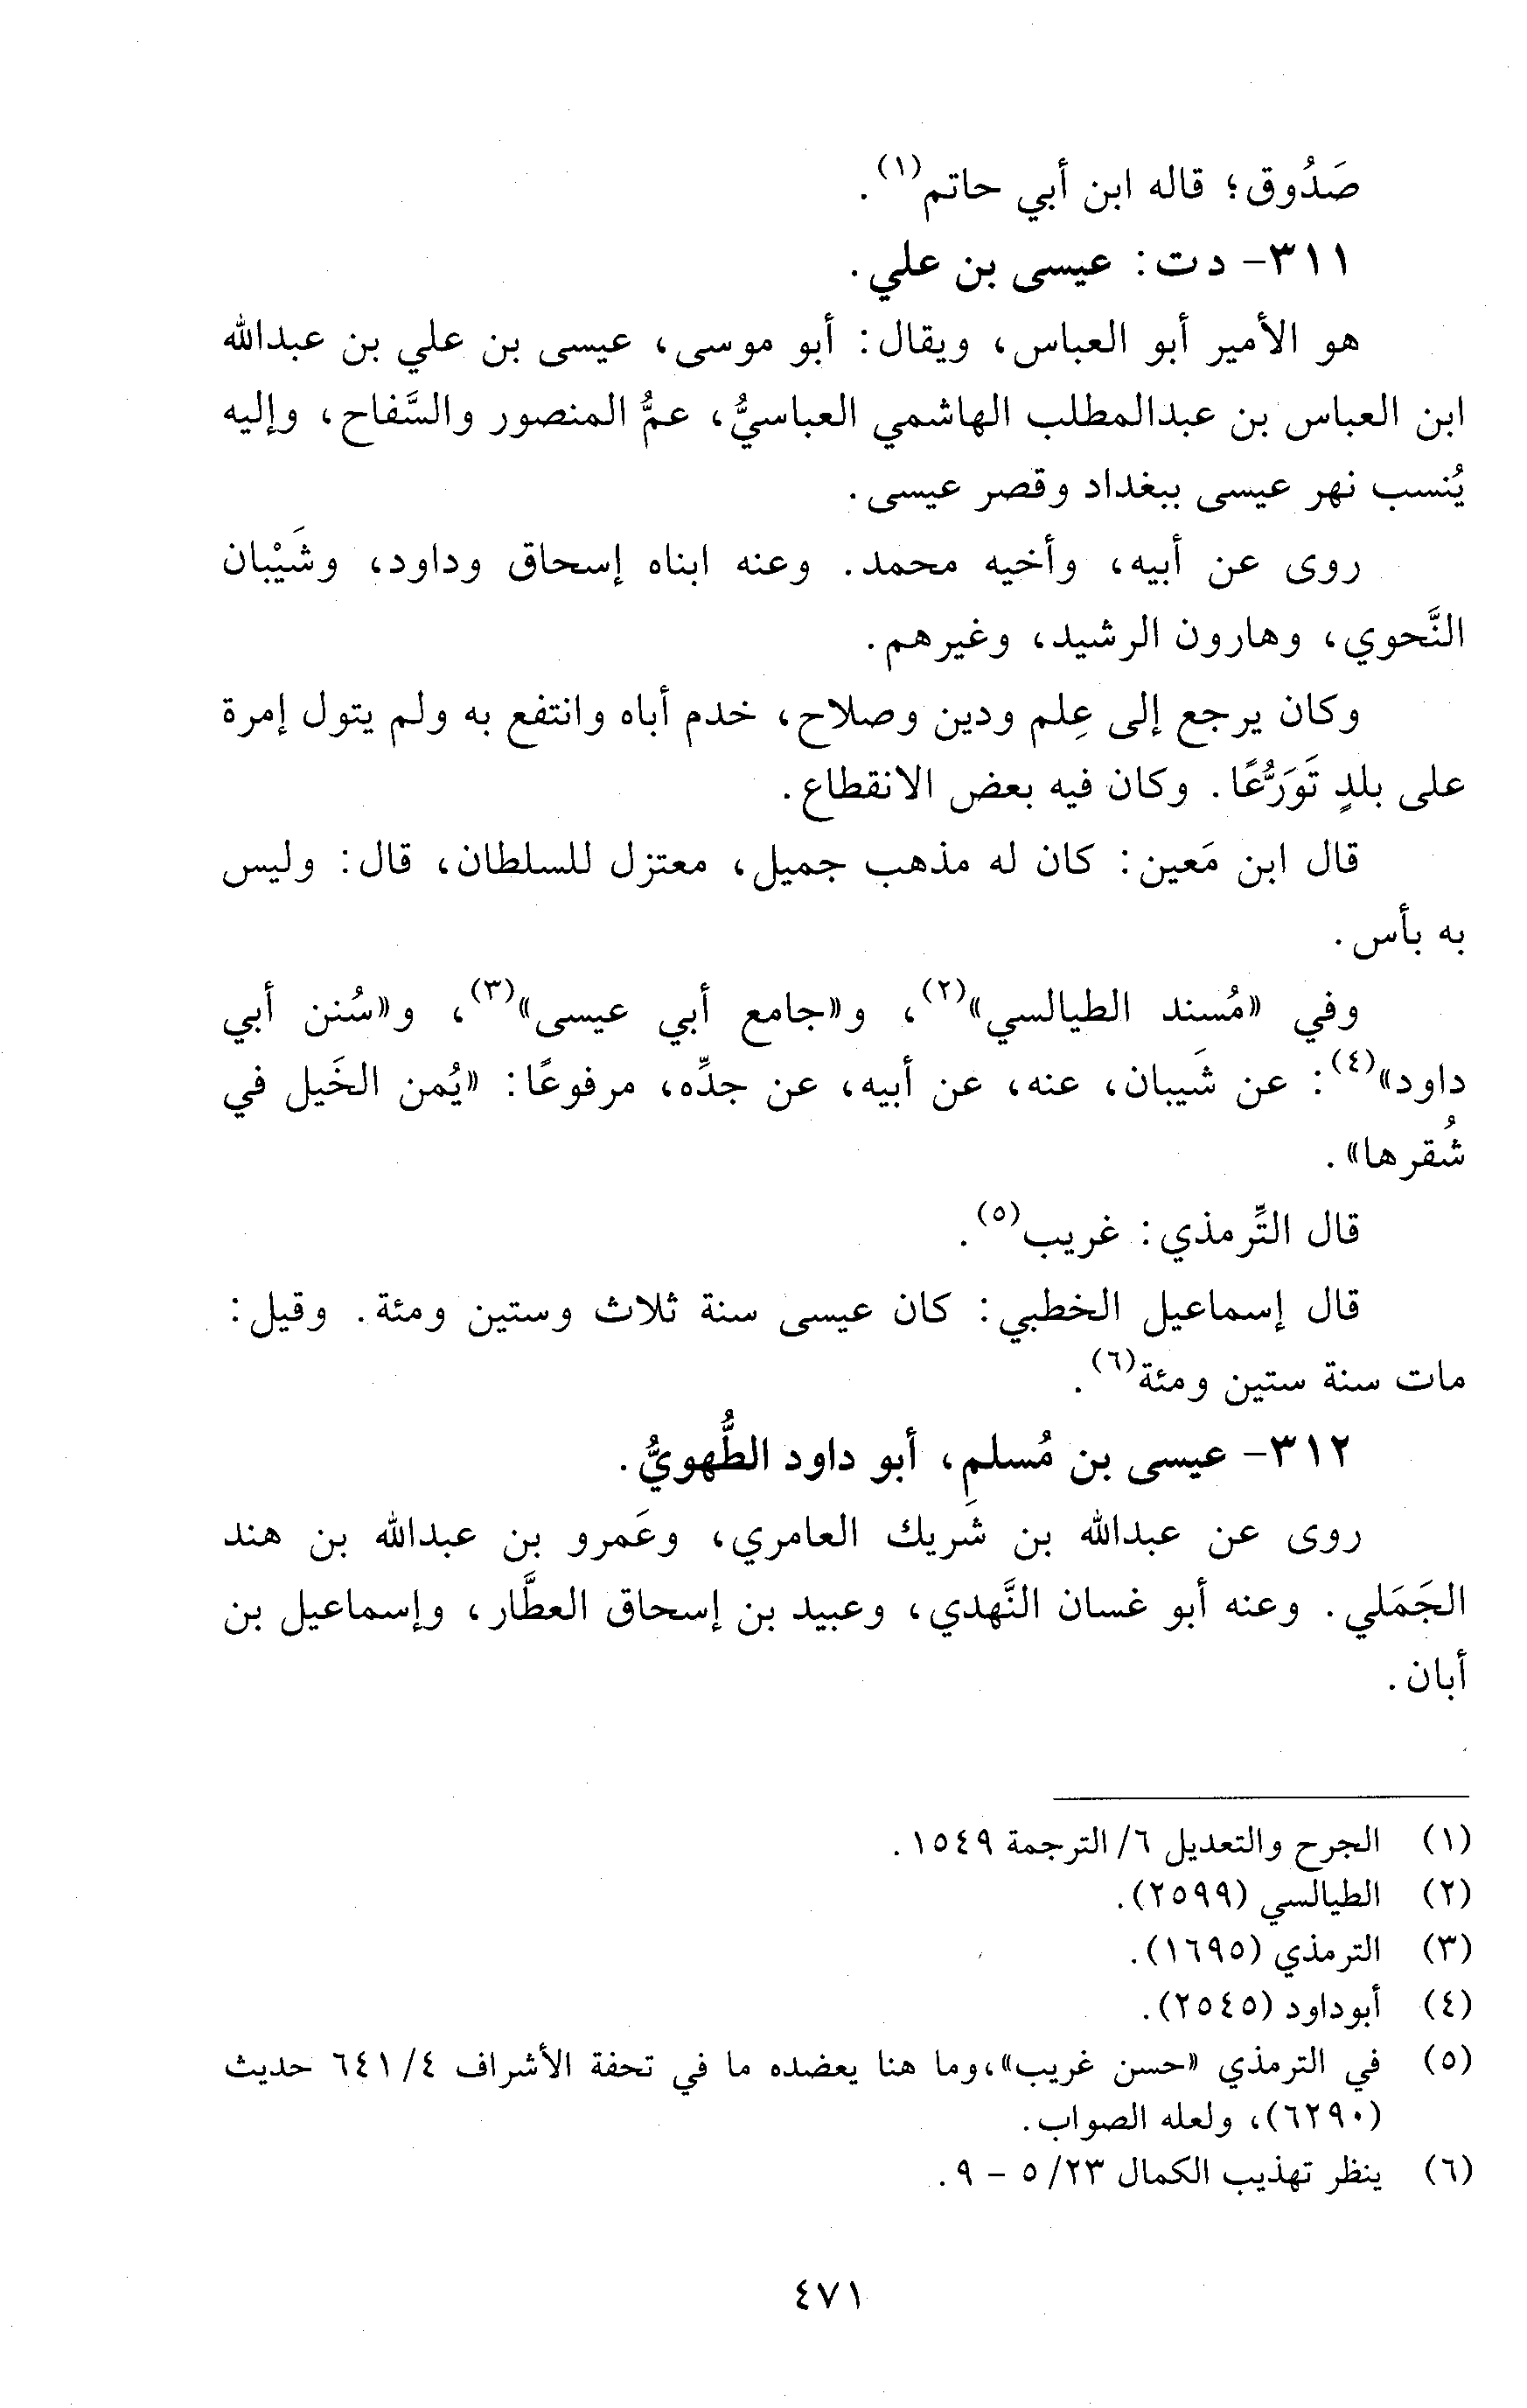 صَدُوق؛ قاله ابن أبي حاتم(١).
٣١١- د ت: عيسى بن علي.
هو الأمير أبو العباس، ويقال: أبو موسى، عيسى بن علي بن عبدالله
ابن العباس بن عبدالمطلب الهاشمي العباسيُّ، عمُّ المنصور والسَّفاح، وإليه
يُنسب نهر عيسى ببغداد وقصر عيسى.
روى عن أبيه، وأخيه محمد. وعنه ابناه إسحاق وداود، وشَيْبان
النَّحوي، وهارون الرشيد، وغيرهم.
وكان يرجع إلى عِلم ودين وصلاح، خدم أباه وانتفع به ولم يتول إمرة
على بلدٍ تَوَرُّعًا. وكان فيه بعض الانقطاع.
قال ابن مَعين: كان له مذهب جميل، معتزل للسلطان، قال: وليس
به بأس.
وفي «مُسند الطيالسي»(٢)، و«جامع أبي عيسى»(٣)، و«سُنن أبي
داود»(٤): عن شَيبان، عنه، عن أبيه، عن جدِّه، مرفوعًا: «يُمن الخَيل في
شُقرها».
قال التِّرمذي: غريب(٥).
قال إسماعيل الخطبي: كان عيسى سنة ثلاث وستين ومئة. وقيل:
مات سنة ستين ومئة(٦).
٣١٢- عيسى بن مُسلم، أبو داود الطُّهويُّ.
روى عن عبدالله بن شَريك العامري، وعَمرو بن عبدالله بن هند
الجَمَلي. وعنه أبو غسان النَّهدي، وعبيد بن إسحاق العطَّار، وإسماعيل بن
أبان.
(١) الجرح والتعديل ٦/ الترجمة ١٥٤٩.
(٢) الطيالسي (٢٥٩٩).
(٣) الترمذي (١٦٩٥).
(٤) أبوداود (٢٥٤٥).
(٥) في الترمذي «حسن غريب»،وما هنا يعضده ما في تحفة الأشراف ٤/ ٦٤١ حديث
(٦٢٩٠)، ولعله الصواب.
(٦) ينظر تهذيب الكمال ٢٣/ ٥ - ٩.
٤٧١